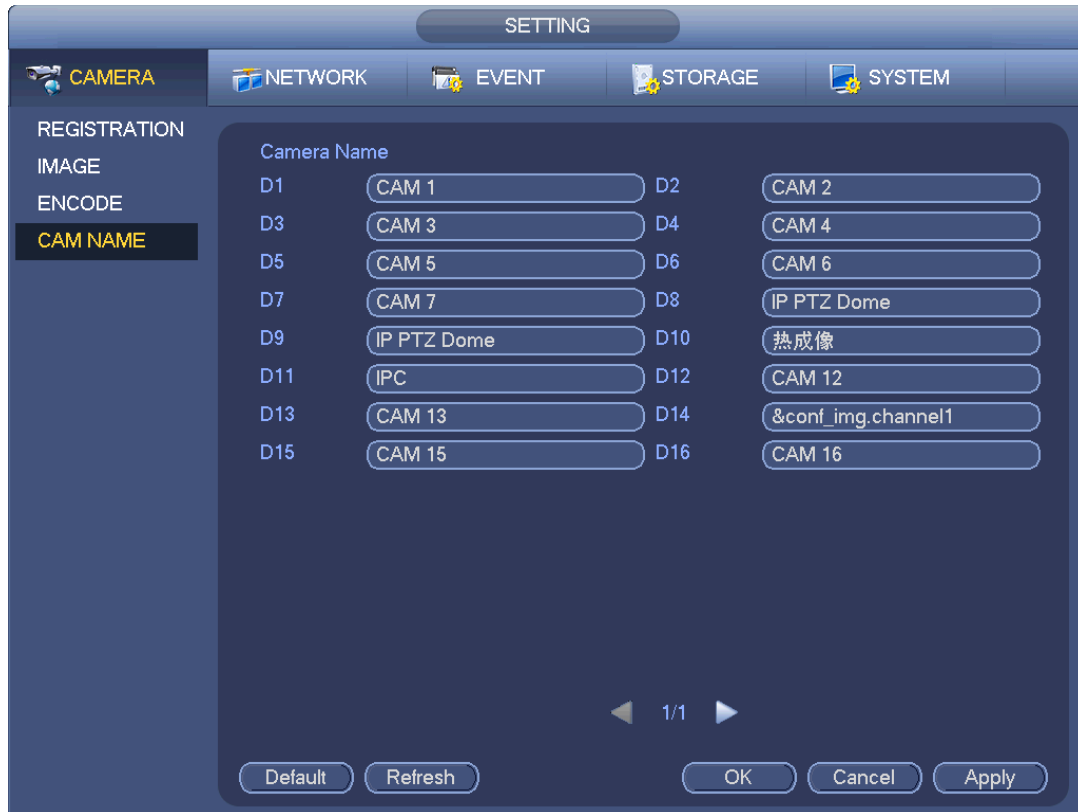 SETTING
CAMERA NETWORK EVENT STORAGE SYSTEM
REGISTRATION
IMAGE
ENCODE
CAM NAME
Camera Name
D1 CAM 1 D2 CAM 2
D3 CAM 3 D4 CAM 4
D5 CAM 5 D6 CAM 6
D7 CAM 7 D8 IP PTZ Dome
D9 IP PTZ Dome D10 热成像
D11 IPC D12 CAM 12
D13 CAM 13 D14 &conf_img.channel1
D15 CAM 15 D16 CAM 16
1/1
Default Refresh OK Cancel Apply